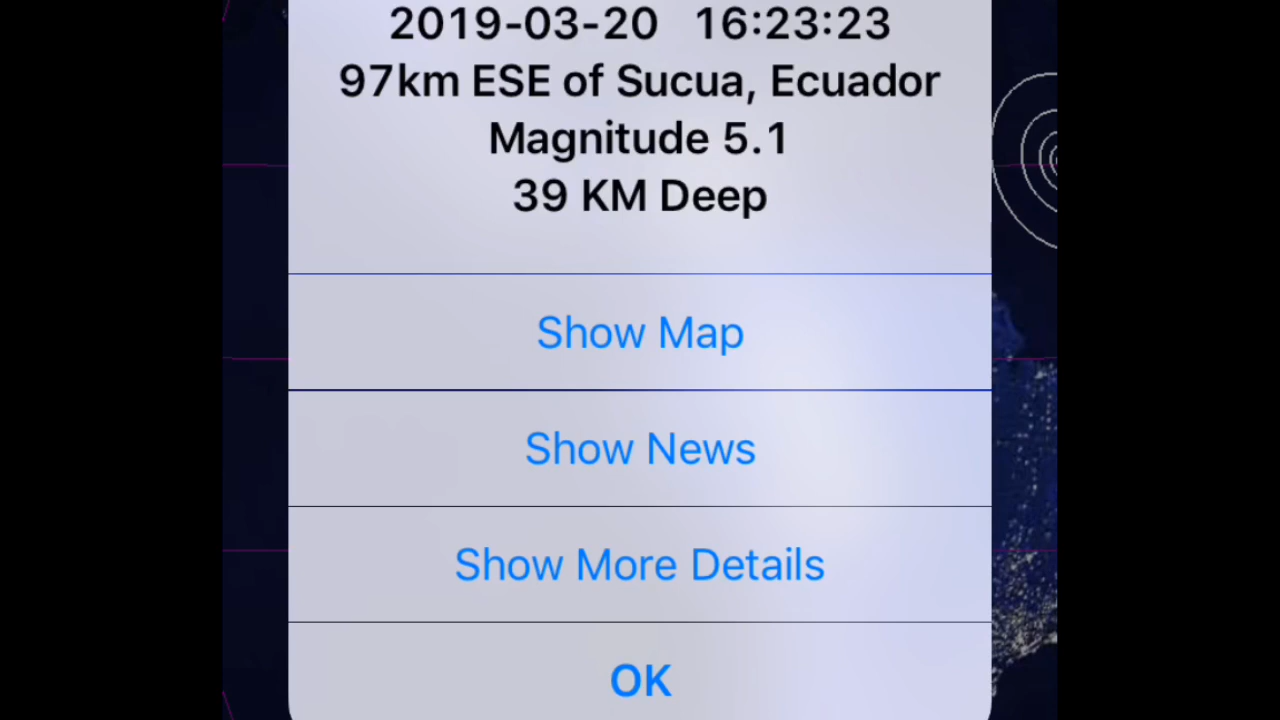 2019-03-20 16:23:23
97km ESE of Sucua, Ecuador
Magnitude 5.1
39 KM Deep
Show Map
Show News
Show More Details
OK